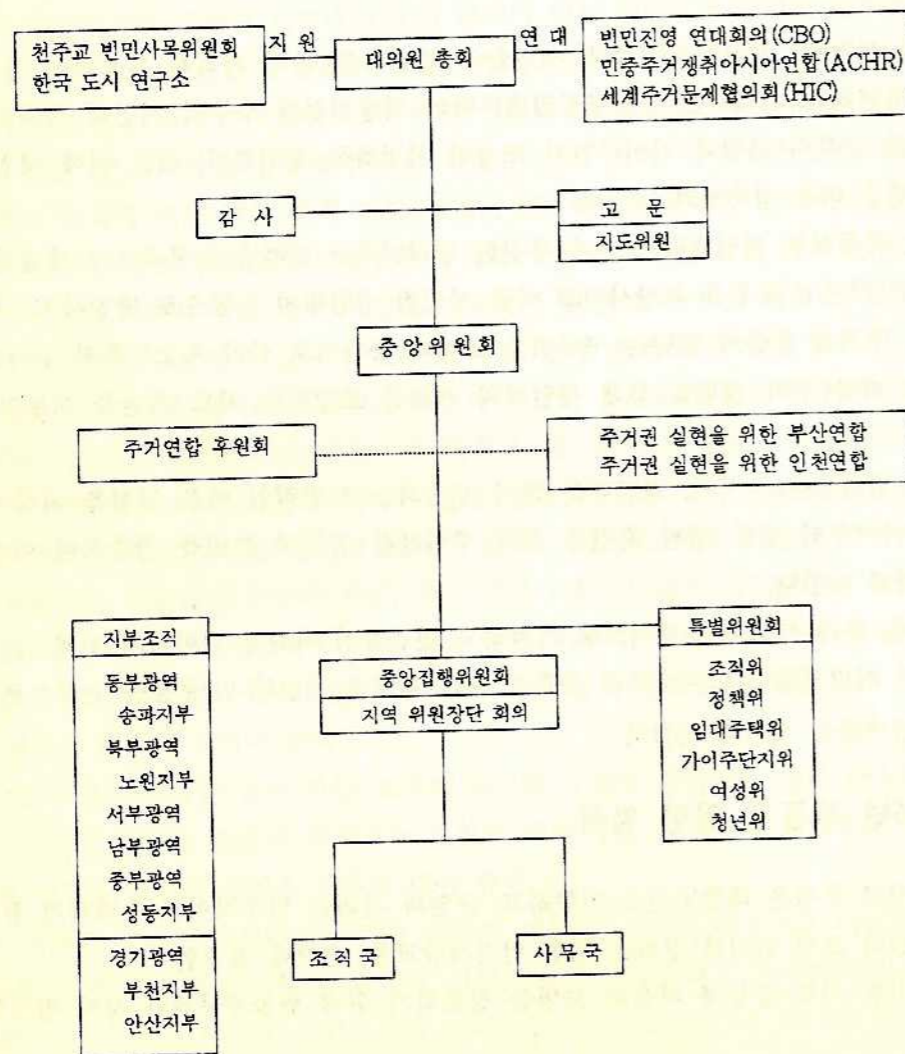 천주교 빈민사목위원회
한국 도시 연구소
지 원
대의원 총회
연 대
빈민진영 연대회의(CBO)
민중주거쟁취아시아연합(ACHR)
세계주거문제협의회(HIC)
감 사
고 문
지도위원
중앙위원회
주거연합 후원회
주거권 실현을 위한 부산연합
주거권 실현을 위한 인천연합
지부조직
동부광역
송파지부
북부광역
노원지부
서부광역
남부광역
중부광역
성동지부
경기광역
부천지부
안산지부
중앙집행위원회
지역 위원장단 회의
특별위원회
조직위
정책위
임대주택위
가이주단지위
여성위
청년위
조직국
사무국